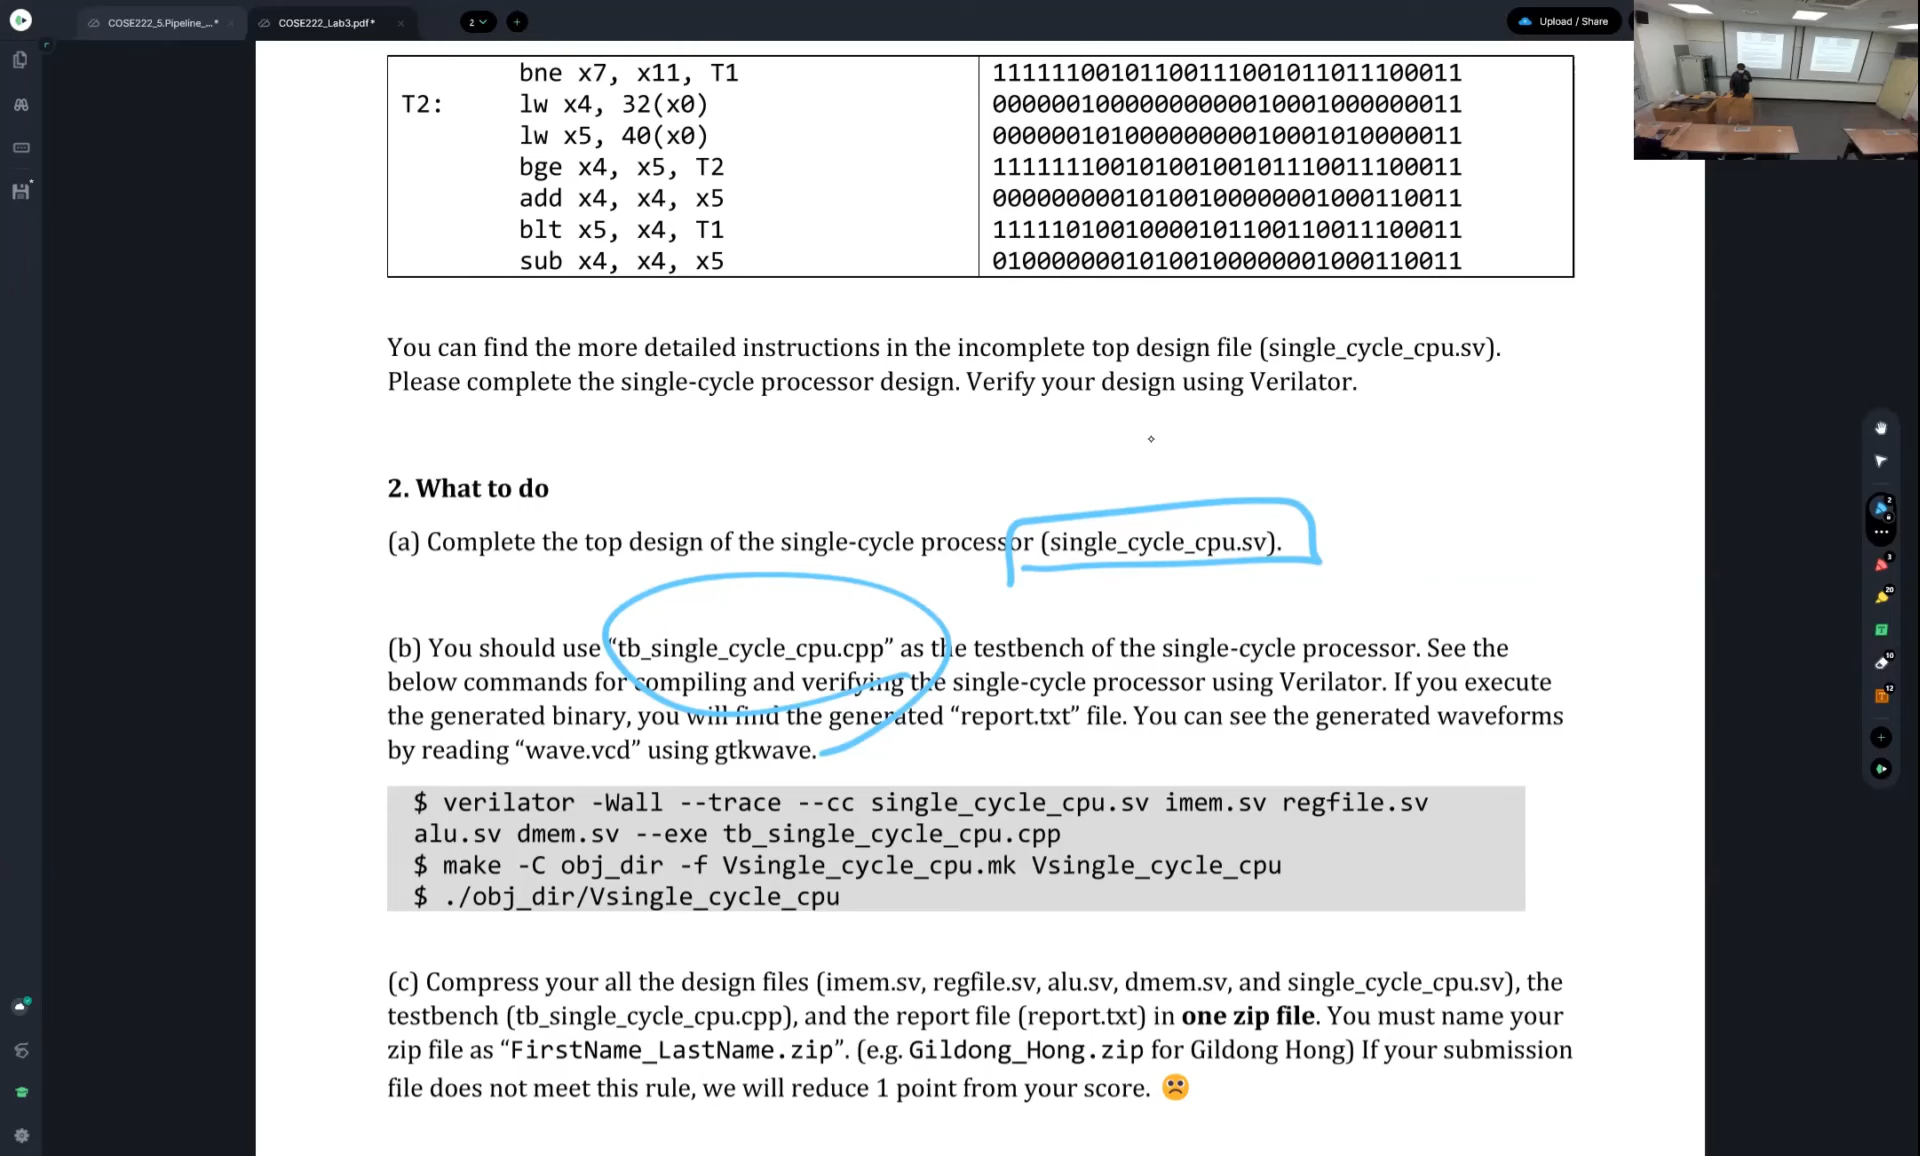 COSE222_5.Pipeline_...*
COSE222_Lab3.pdf*
2
Upload / Share
bne x7, x11, T1 11111110010110011100101101110 0011
T2: lw x4, 32(x0) 00000010000000000010001000000011
lw x5, 40(x0) 00000010100000000010001010000011
bge x4, x5, T2 11111110010100100101110011100011
add x4, x4, x5 00000000010100100000001000110011
blt x5, x4, T1 11111010010000101100110011100011
sub x4, x4, x5 01000000010100100000001000110011
You can find the more detailed instructions in the incomplete top design file (single_cycle_cpu.sv).
Please complete the single-cycle processor design. Verify your design using Verilator.
2. What to do
(a) Complete the top design of the single-cycle processor (single_cycle_cpu.sv).
(b) You should use “tb_single_cycle_cpu.cpp” as the testbench of the single-cycle processor. See the
below commands for compiling and verifying the single-cycle processor using Verilator. If you execute
the generated binary, you will find the generated “report.txt” file. You can see the generated waveforms
by reading “wave.vcd” using gtkwave.
$ verilator -Wall --trace --cc single_cycle_cpu.sv imem.sv regfile.sv
alu.sv dmem.sv --exe tb_single_cycle_cpu.cpp
$ make -C obj_dir -f Vsingle_cycle_cpu.mk Vsingle_cycle_cpu
$ ./obj_dir/Vsingle_cycle_cpu
(c) Compress your all the design files (imem.sv, regfile.sv, alu.sv, dmem.sv, and single_cycle_cpu.sv), the
testbench (tb_single_cycle_cpu.cpp), and the report file (report.txt) in one zip file. You must name your
zip file as “FirstName_LastName.zip”. (e.g. Gildong_Hong.zip for Gildong Hong) If your submission
file does not meet this rule, we will reduce 1 point from your score.
2
3
20
T
10
12